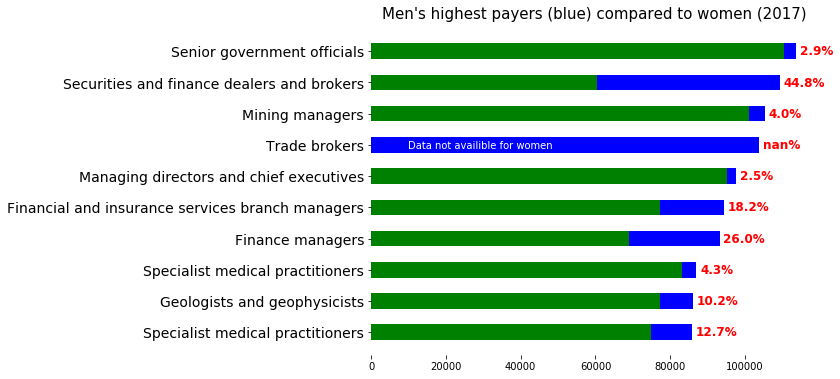 Men's highest payers (blue) compared to women (2017)
Senior government officials 2.9%
Securities and finance dealers and brokers 44.8%
Mining managers 4.0%
Trade brokers Data not availible for women nan%
Managing directors and chief executives 2.5%
Financial and insurance services branch managers 18.2%
Finance managers 26.0%
Specialist medical practitioners 4.3%
Geologists and geophysicists 10.2%
Specialist medical practitioners 12.7%
0 20000 40000 60000 80000 100000